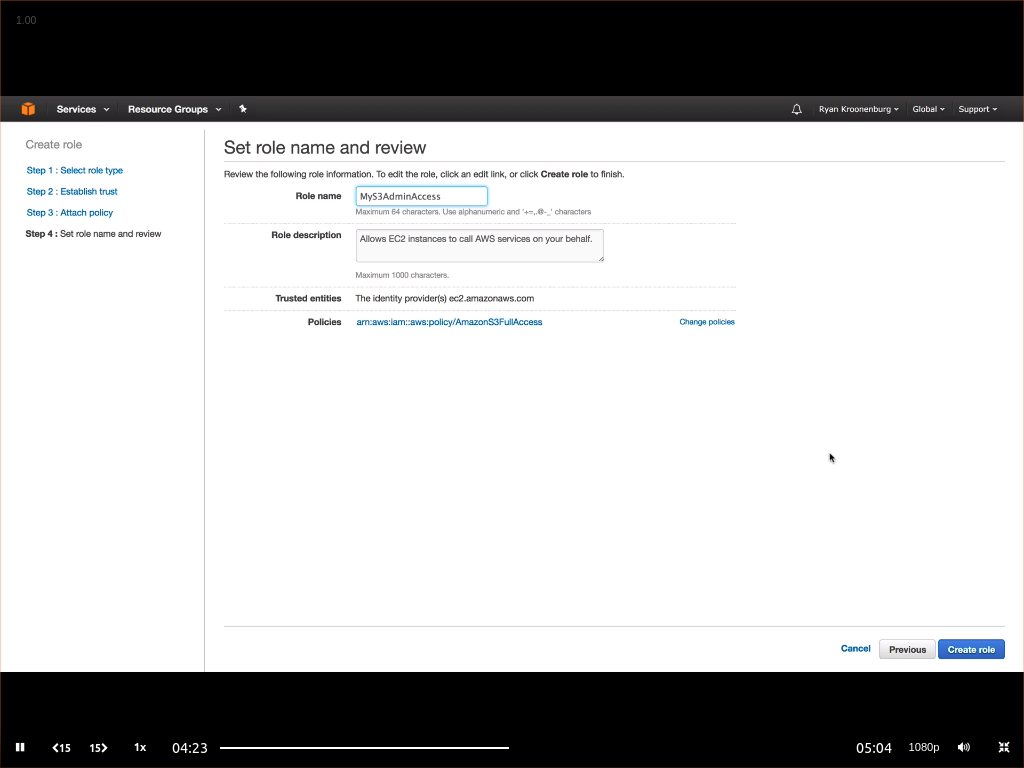 1.00
Services Resource Groups Ryan Kroonenburg Global Support
Create role
Step 1 : Select role type
Step 2 : Establish trust
Step 3 : Attach policy
Step 4 : Set role name and review
Set role name and review
Review the following role information. To edit the role, click an edit link, or click Create role to finish.
Role name MyS3AdminAccess
Maximum 64 characters. Use alphanumeric and '+=,.@-_' characters
Role description Allows EC2 instances to call AWS services on your behalf.
Maximum 1000 characters.
Trusted entities The identity provider(s) ec2.amazonaws.com
Policies arn:aws:iam::aws:policy/AmazonS3FullAccess Change policies
Cancel Previous Create role
15 15 1x 04:23 05:04 1080p